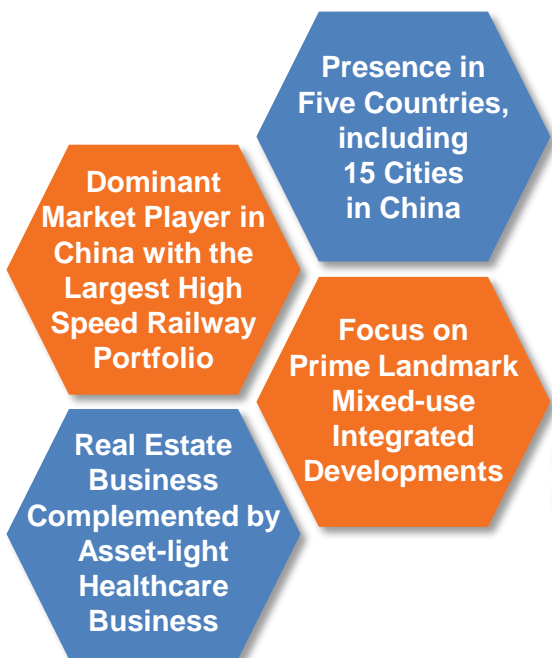 Presence in
Five Countries,
including
15 Cities
in China
Dominant
Market Player in
China with the
Largest High
Speed Railway
Portfolio
Focus on
Prime Landmark
Mixed-use
Integrated
Developments
Real Estate
Business
Complemented by
Asset-light
Healthcare
Business